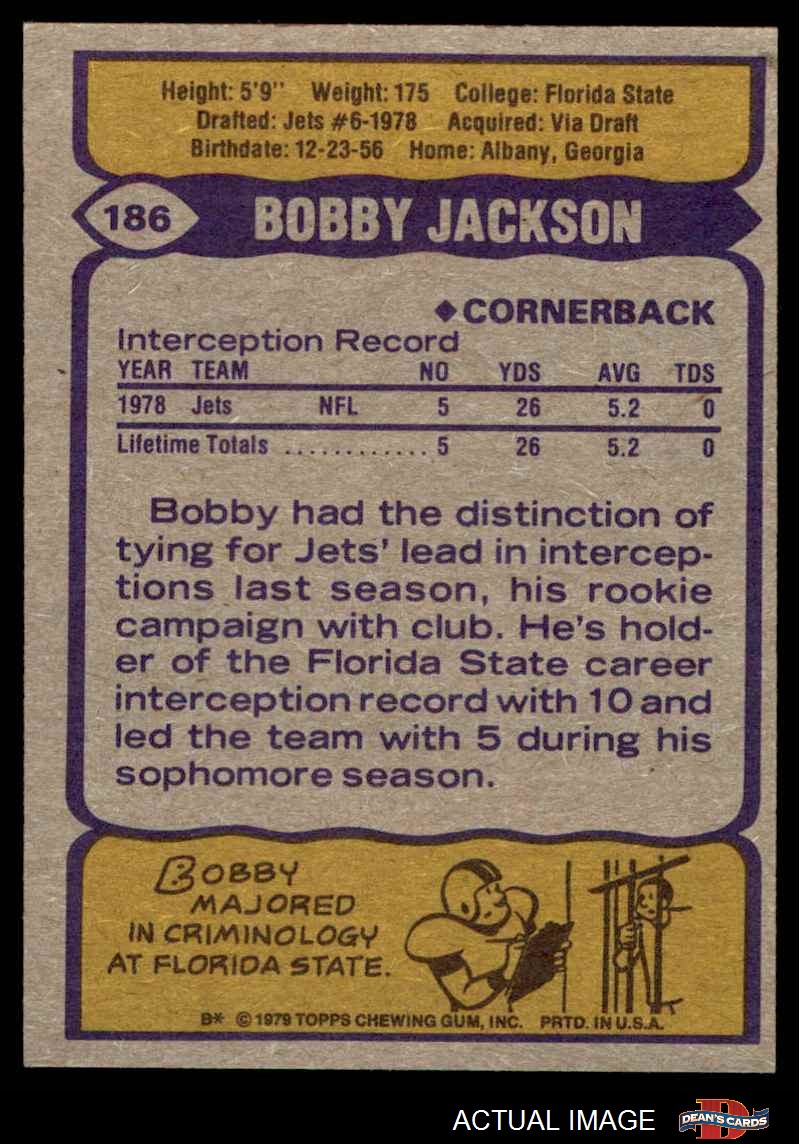 Height: 5'9" Weight: 175 College: Florida State
Drafted: Jets #6-1978 Acquired: Via Draft
Birthdate: 12-23-56 Home: Albany, Georgia
186 BOBBY JACKSON
◆CORNERBACK
Interception Record
YEAR TEAM NO YDS AVG TDS
1978 Jets NFL 5 26 5.2 0
Lifetime Totals ............ 5 26 5.2 0
Bobby had the distinction of
tying for Jets' lead in intercep-
tions last season, his rookie
campaign with club. He's hold-
er of the Florida State career
interception record with 10 and
led the team with 5 during his
sophomore season.
BOBBY
MAJORED
IN CRIMINOLOGY
AT FLORIDA STATE.
B* © 1979 TOPPS CHEWING GUM, INC. PRTD. IN U.S.A.
ACTUAL IMAGE
D
DEAN'S CARDS